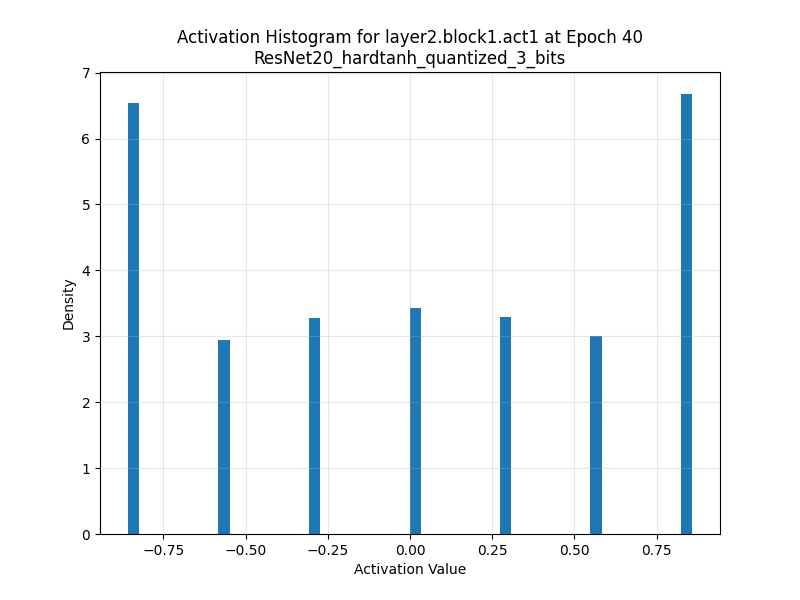 Activation Histogram for layer2.block1.act1 at Epoch 40
ResNet20_hardtanh_quantized_3_bits
7
6
5
4
3
2
1
0
Density
−0.75 −0.50 −0.25 0.00 0.25 0.50 0.75
Activation Value